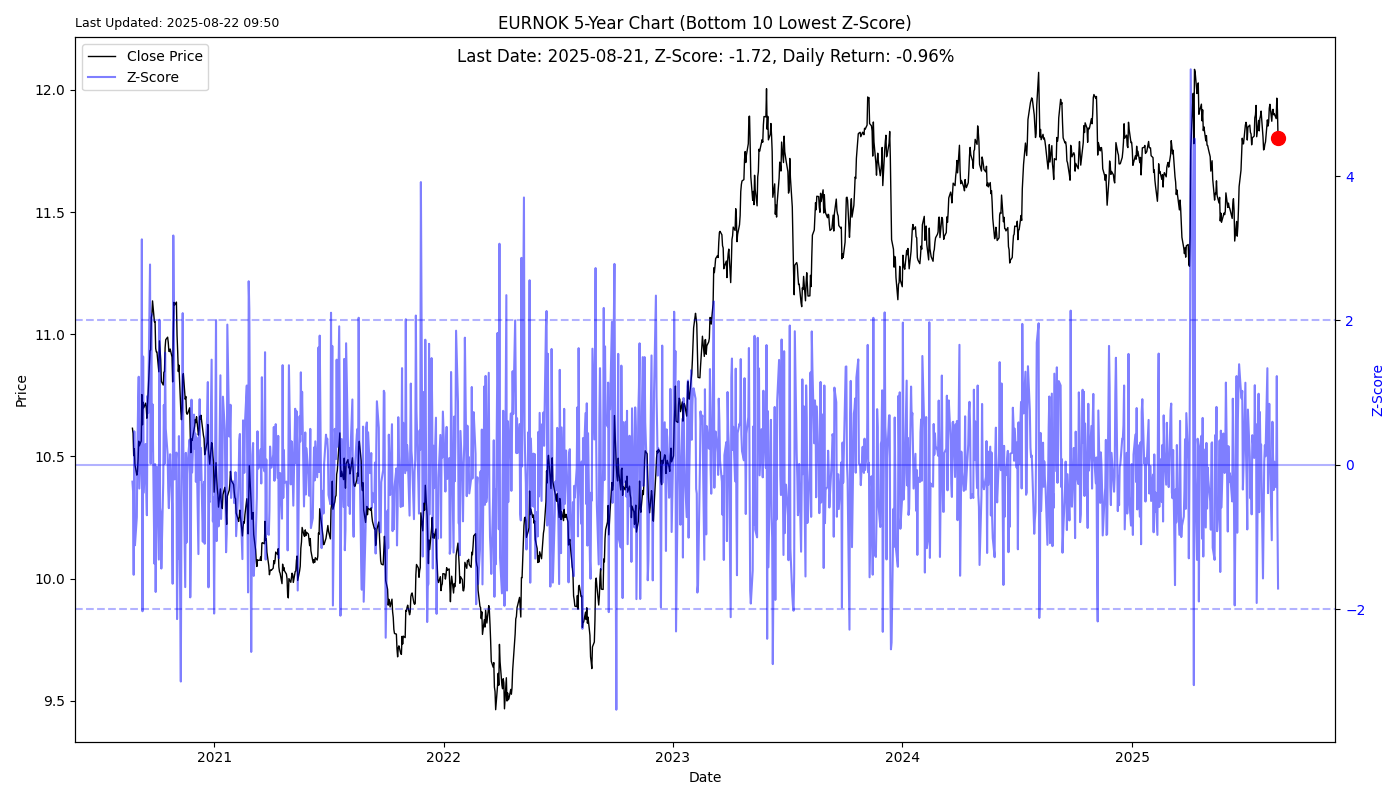 Last Updated: 2025-08-22 09:50
EURNOK 5-Year Chart (Bottom 10 Lowest Z-Score)
Last Date: 2025-08-21, Z-Score: -1.72, Daily Return: -0.96%
Close Price
Z-Score
12.0
11.5
11.0
10.5
10.0
9.5
Price
4
2
0
−2
Z-Score
2021
2022
2023
2024
2025
Date